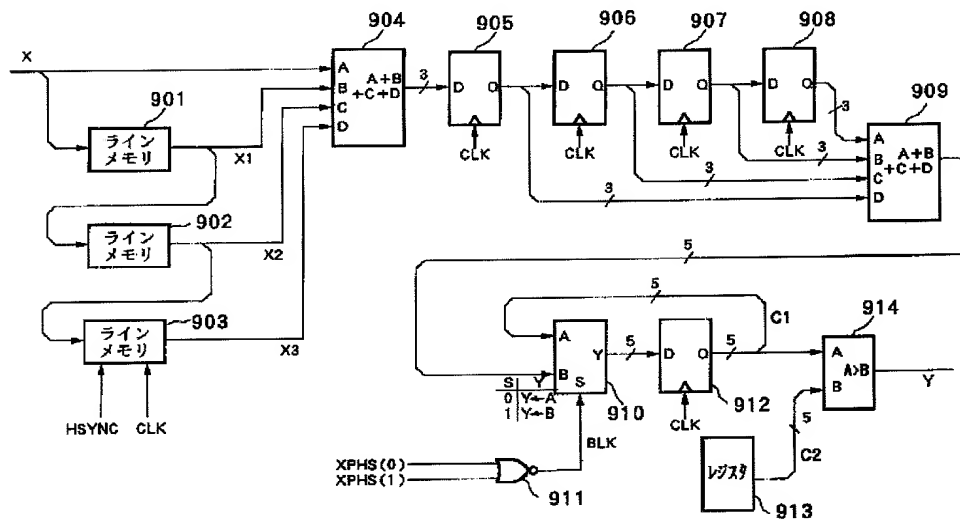 904
905
906
907
908
X
A
B
C
D
A+B
+C+D
3
D
Q
D
Q
D
Q
D
Q
901
ライン
メモリ
X1
CLK
CLK
CLK
CLK
3
3
3
3
909
A
B
C
D
A+B
+C+D
902
ライン
メモリ
X2
5
903
ライン
メモリ
X3
HSYNC
CLK
5
C1
914
A
B
S
Y
5
D
Q
5
A
B
A>B
Y
S
Y
0
Y←A
1
Y←B
910
912
CLK
5
C2
BLK
XPHS(0)
XPHS(1)
911
レジスタ
913